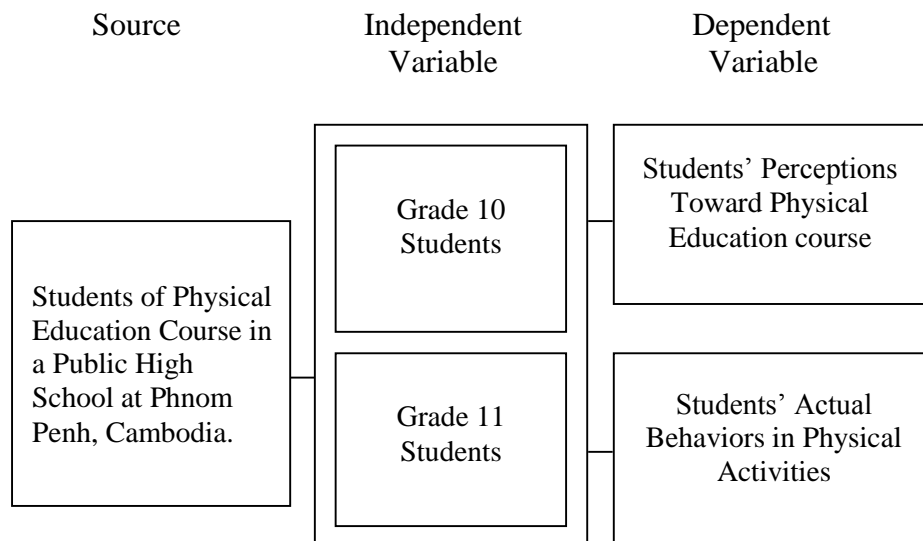 Source
Independent
Variable
Dependent
Variable
Students of Physical
Education Course in
a Public High
School at Phnom
Penh, Cambodia.
Grade 10
Students
Grade 11
Students
Students’ Perceptions
Toward Physical
Education course
Students’ Actual
Behaviors in Physical
Activities